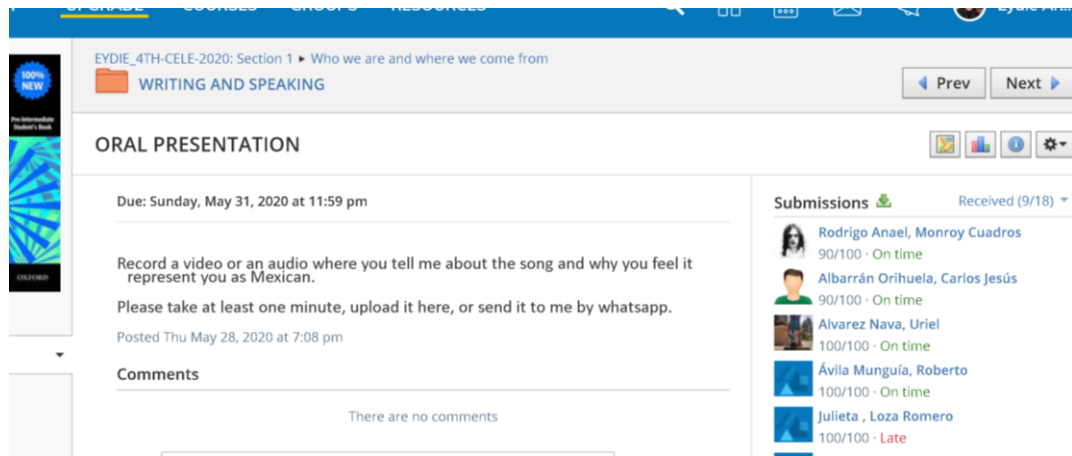 UPGRADE COURSES GROUPS RESOURCES
EYDIE_4TH-CELE-2020: Section 1 ▸ Who we are and where we come from
WRITING AND SPEAKING
Prev Next
100%
NEW
Pre-Intermediate
Student's Book
OXFORD
ORAL PRESENTATION
Due: Sunday, May 31, 2020 at 11:59 pm
Record a video or an audio where you tell me about the song and why you feel it
represent you as Mexican.
Please take at least one minute, upload it here, or send it to me by whatsapp.
Posted Thu May 28, 2020 at 7:08 pm
Comments
There are no comments
Submissions Received (9/18)
Rodrigo Anael, Monroy Cuadros
90/100 · On time
Albarrán Orihuela, Carlos Jesús
90/100 · On time
Alvarez Nava, Uriel
100/100 · On time
Ávila Munguía, Roberto
100/100 · On time
Julieta , Loza Romero
100/100 · Late